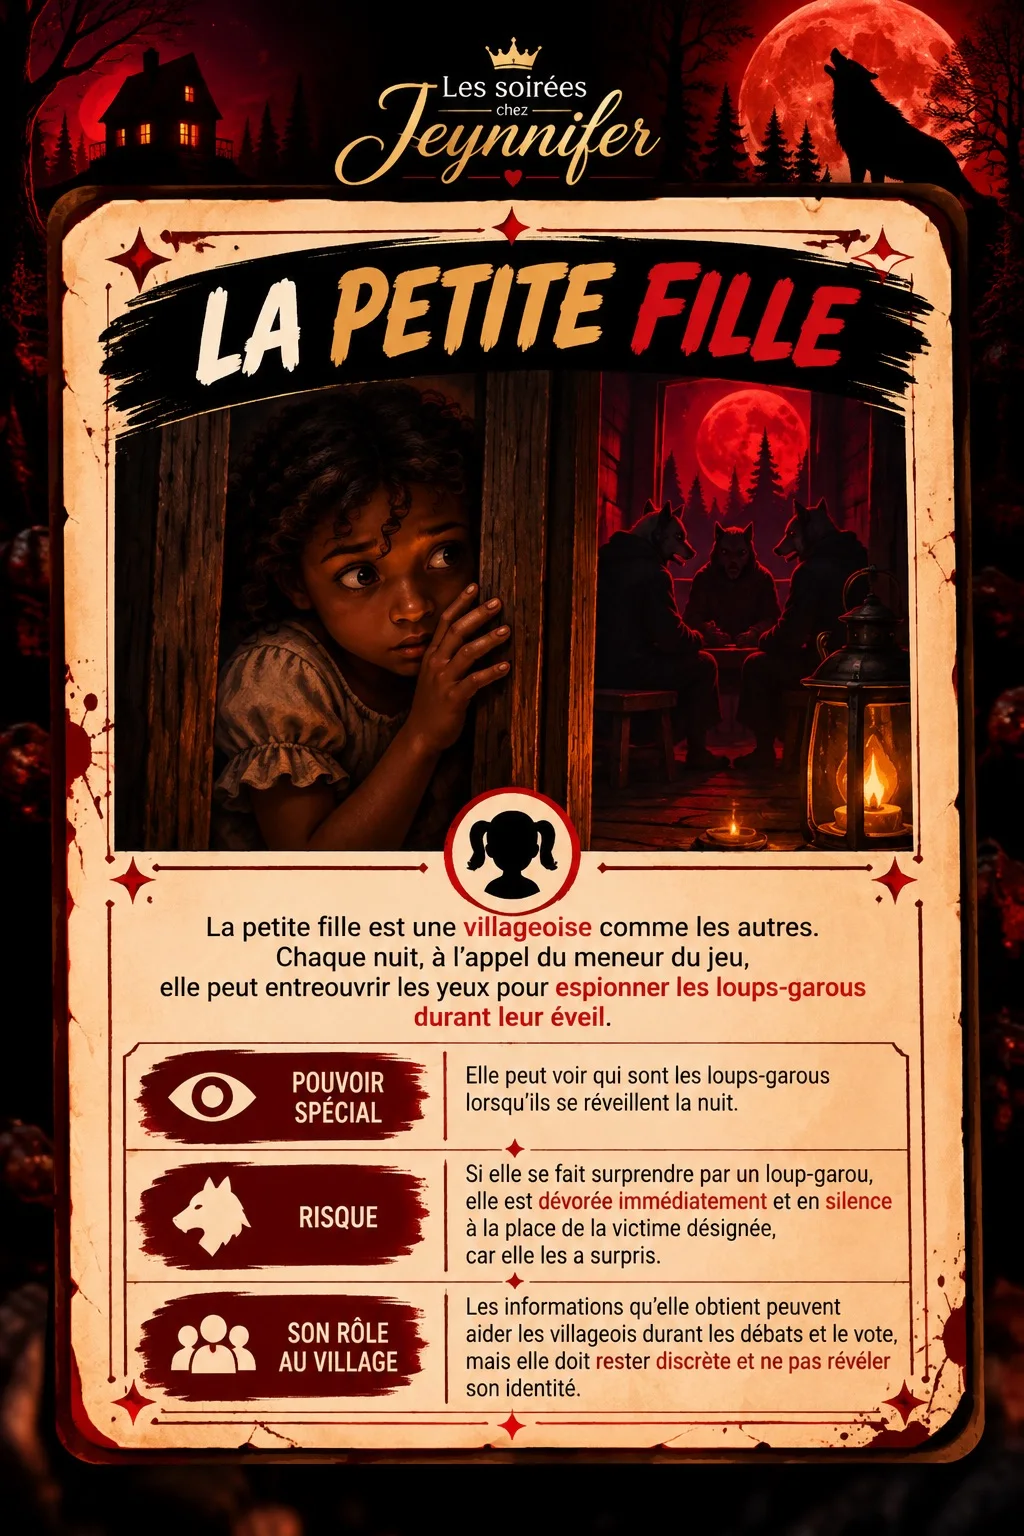 Les soirées
chez
Jeynnifer
LA PETITE FILLE
La petite fille est une villageoise comme les autres.
Chaque nuit, à l'appel du meneur du jeu,
elle peut entreouvrir les yeux pour espionner les loups-garous
durant leur éveil.
POUVOIR
SPÉCIAL
Elle peut voir qui sont les loups-garous
lorsqu'ils se réveillent la nuit.
RISQUE
Si elle se fait surprendre par un loup-garou,
elle est dévorée immédiatement et en silence
à la place de la victime désignée,
car elle les a surpris.
SON RÔLE
AU VILLAGE
Les informations qu'elle obtient peuvent
aider les villageois durant les débats et le vote,
mais elle doit rester discrète et ne pas révéler
son identité.